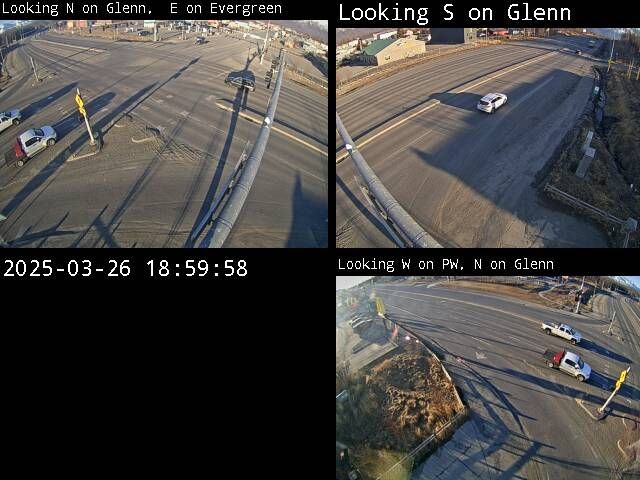 Looking N on Glenn, E on Evergreen
Looking S on Glenn
2025-03-26 18:59:58
Looking W on PW, N on Glenn